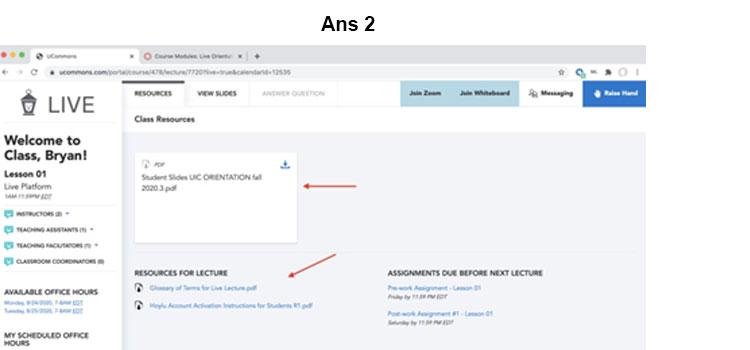 Ans 2
UCommons
Course Modules: Live Orientat
ucommons.com/portal/course/478/lecture/7720?live=true&calendarId=12535
LIVE
RESOURCES
VIEW SLIDES
ANSWER QUESTION
Join Zoom
Join Whiteboard
Messaging
Raise Hand
Class Resources
Welcome to
Class, Bryan!
Lesson 01
Live Platform
1AM-11:59PM EDT
INSTRUCTORS (2)
TEACHING ASSISTANTS (1)
TEACHING FACILITATORS (1)
CLASSROOM COORDINATORS (0)
AVAILABLE OFFICE HOURS
Monday, 8/24/2020, 7-8AM EDT
Tuesday, 8/25/2020, 7-8AM EDT
MY SCHEDULED OFFICE
HOURS
PDF
Student Slides UIC ORIENTATION fall
2020.3.pdf
RESOURCES FOR LECTURE
Glossary of Terms for Live Lecture.pdf
Hoylu Account Activation Instructions for Students R1.pdf
ASSIGNMENTS DUE BEFORE NEXT LECTURE
Pre-work Assignment - Lesson 01
Friday by 11:59 PM EDT
Post-work Assignment #1 - Lesson 01
Saturday by 11:59 PM EDT